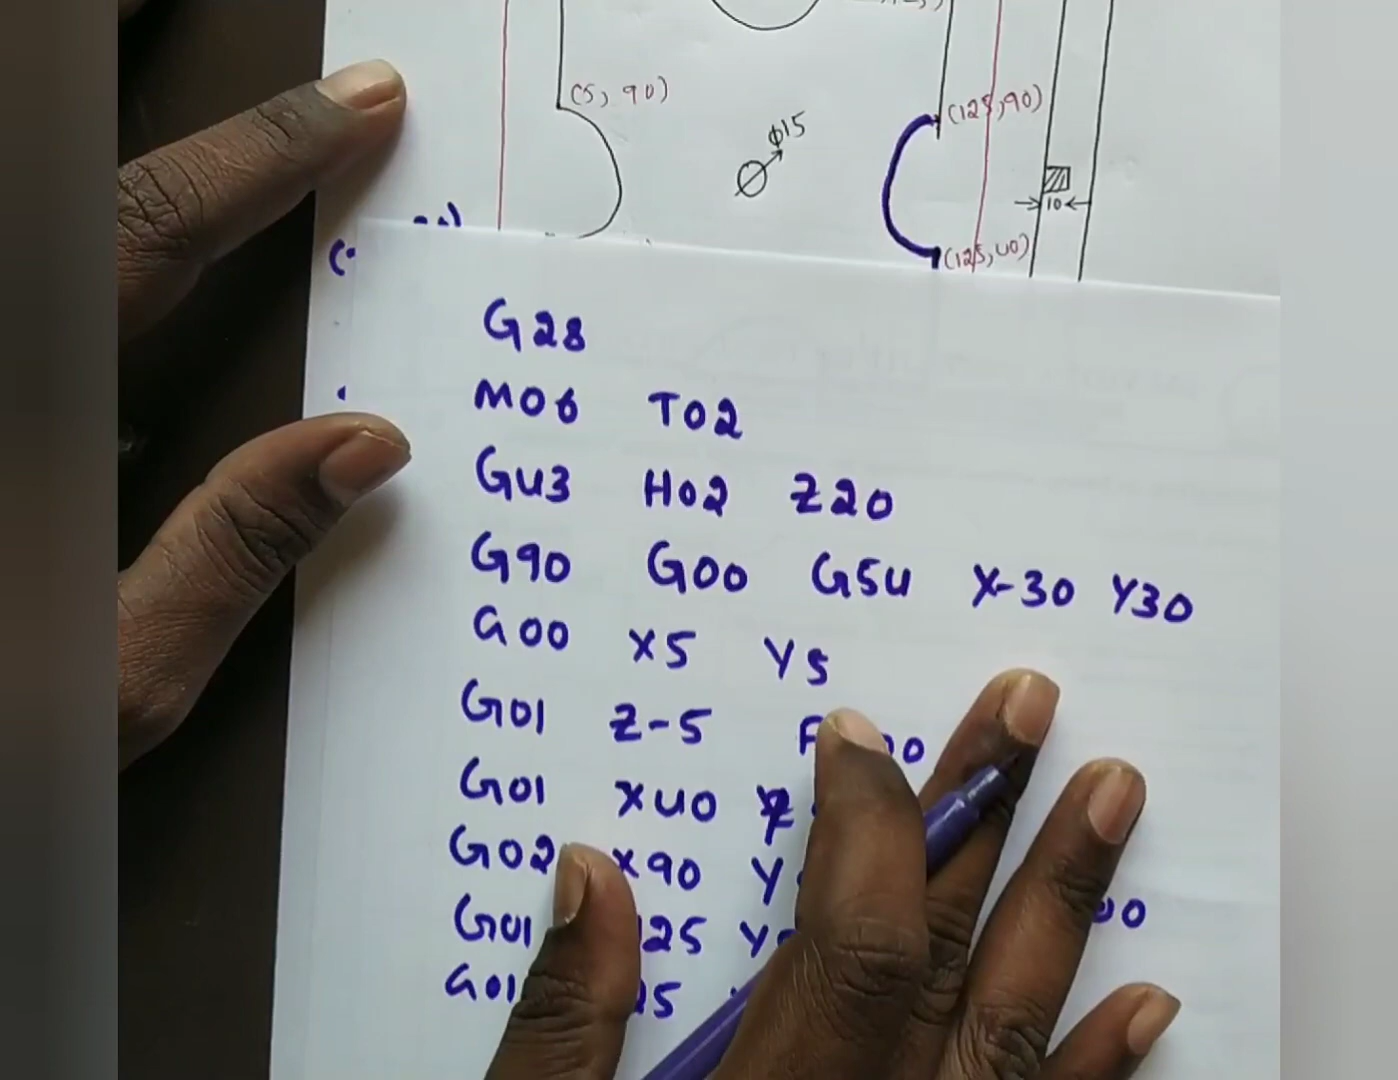 (5, 90)
φ15
(125,90)
10
(125,40)
G28
M06 T02
G43 H02 Z20
G90 G00 G54 X-30 Y30
G00 X5 Y5
G01 Z-5
G01 X40
G02 X90 Y
G01 125
G01